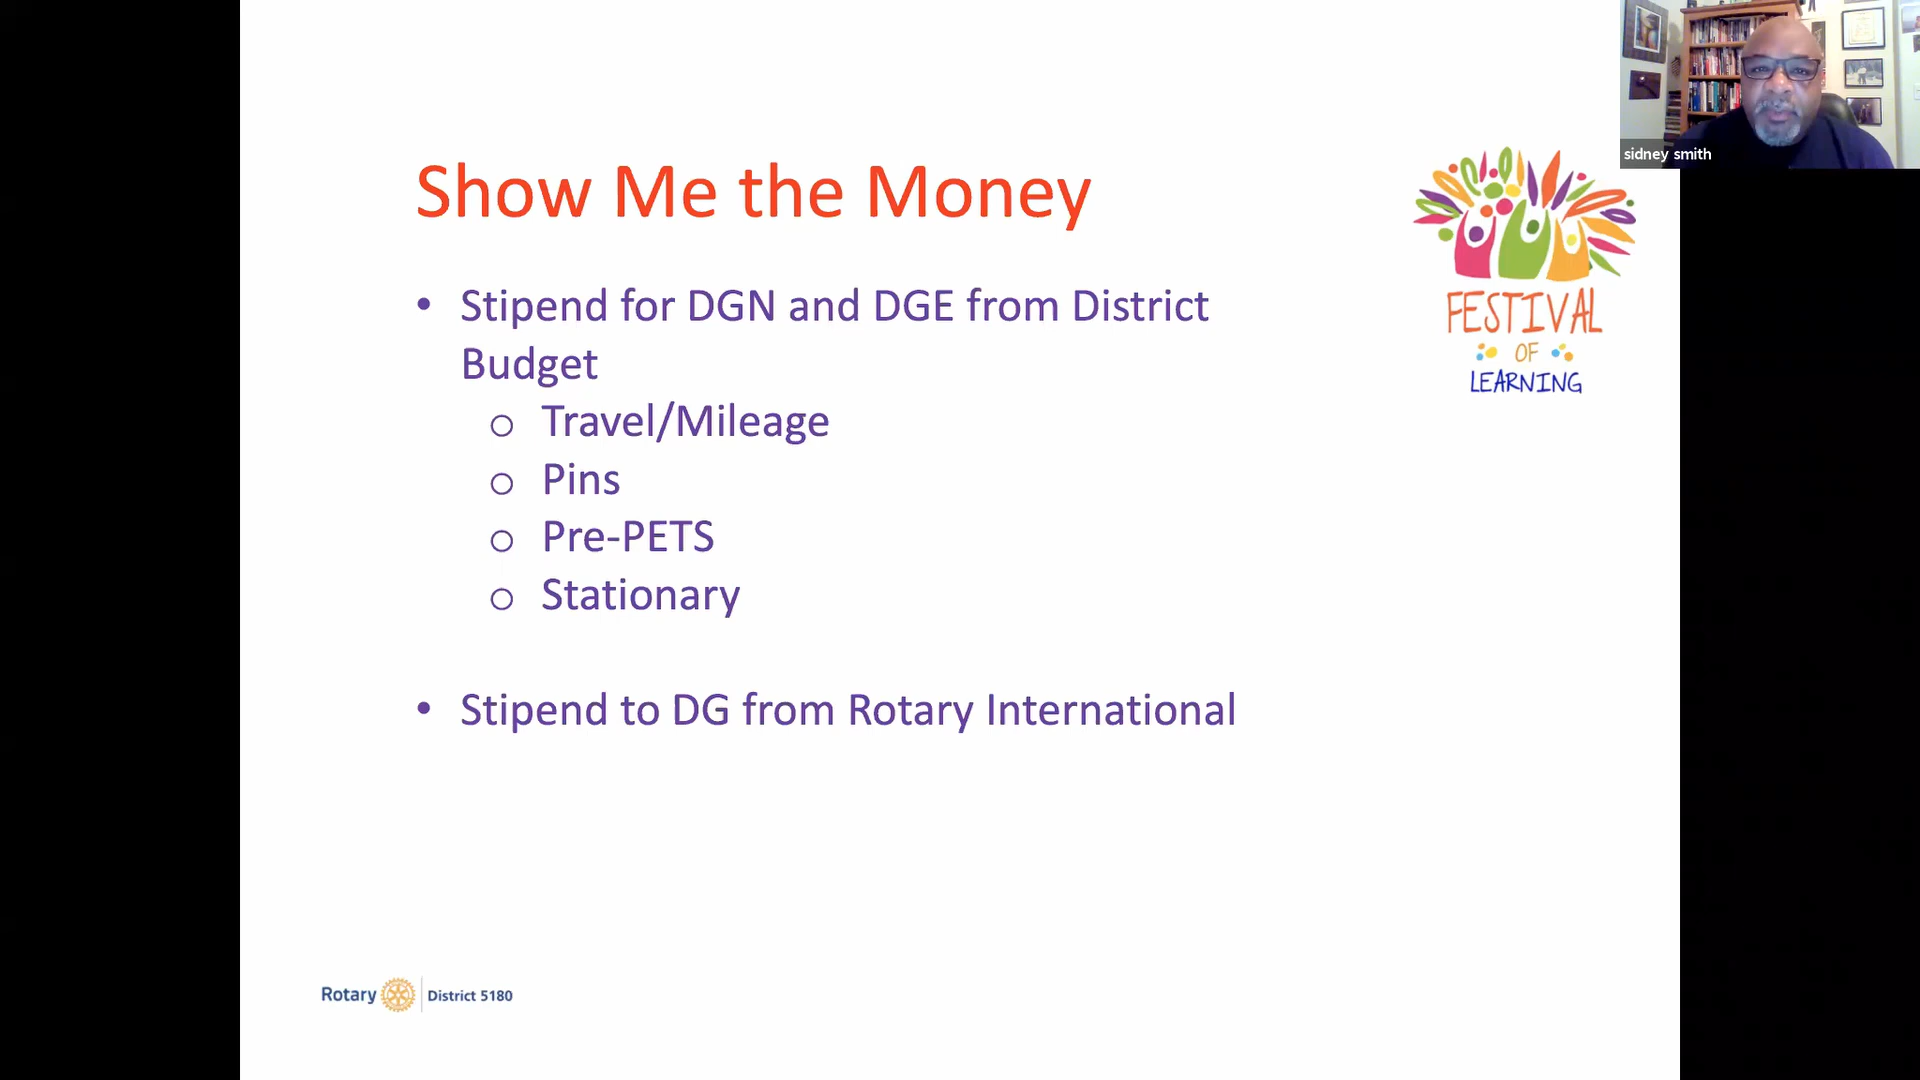 sidney smith
Show Me the Money
• Stipend for DGN and DGE from District
Budget
o Travel/Mileage
o Pins
o Pre-PETS
o Stationary
• Stipend to DG from Rotary International
FESTIVAL
OF
LEARNING
Rotary | District 5180